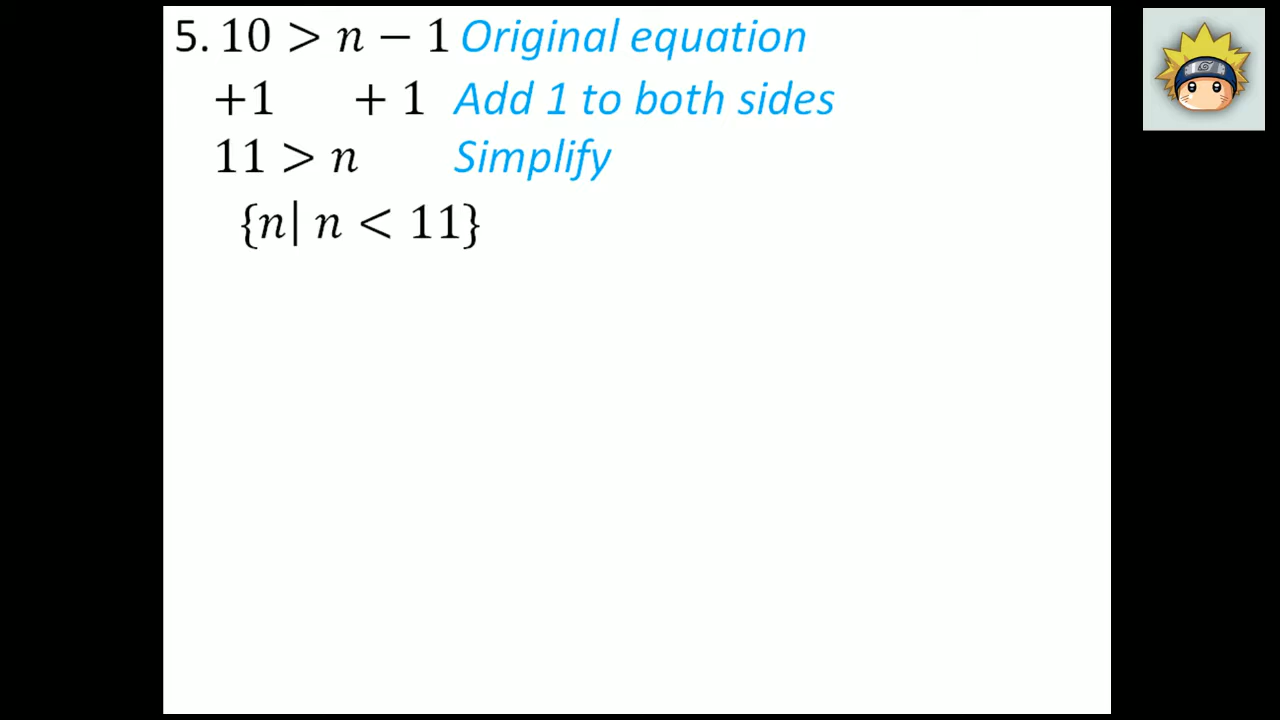 5. 10 > n − 1 Original equation
+1 + 1 Add 1 to both sides
11 > n Simplify
{n| n < 11}